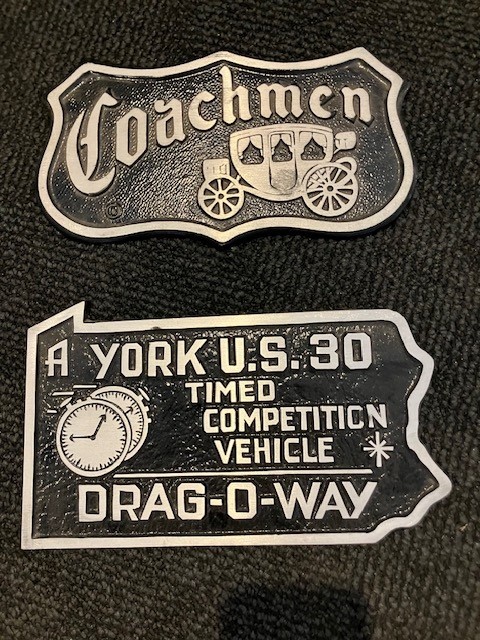 Coachmen
©
A YORK U.S. 30
TIMED
COMPETITION
VEHICLE
DRAG-O-WAY